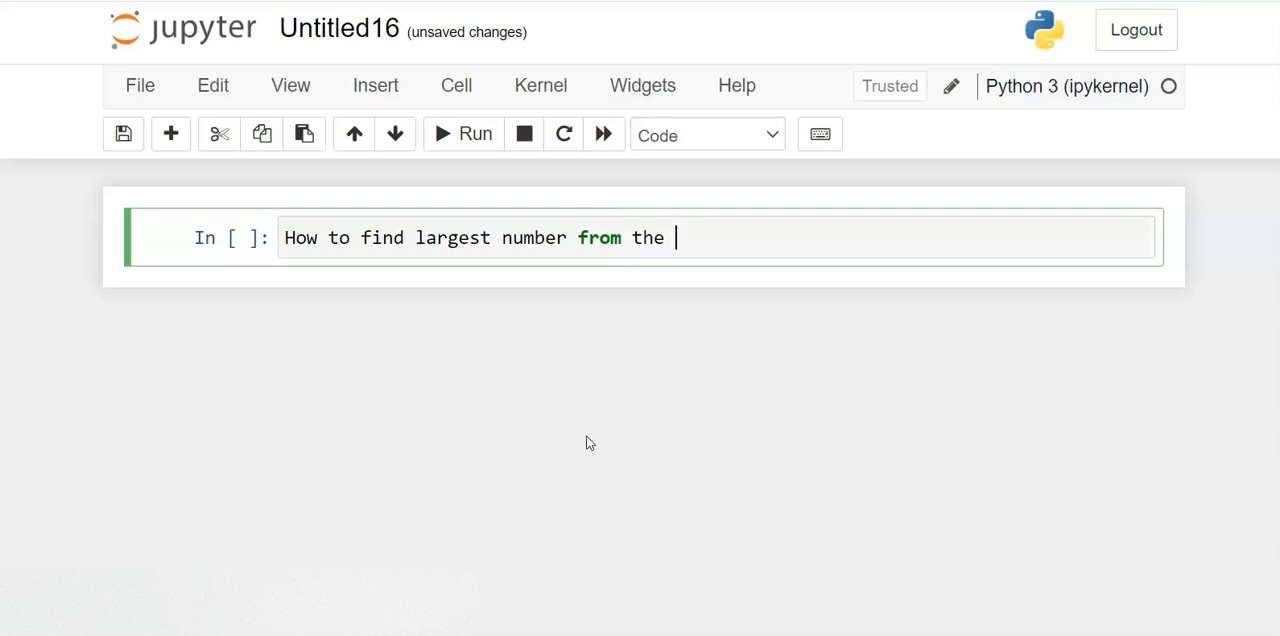 jupyter Untitled16 (unsaved changes) Logout
File Edit View Insert Cell Kernel Widgets Help Trusted Python 3 (ipykernel)
Run Code
In [ ]: How to find largest number from the